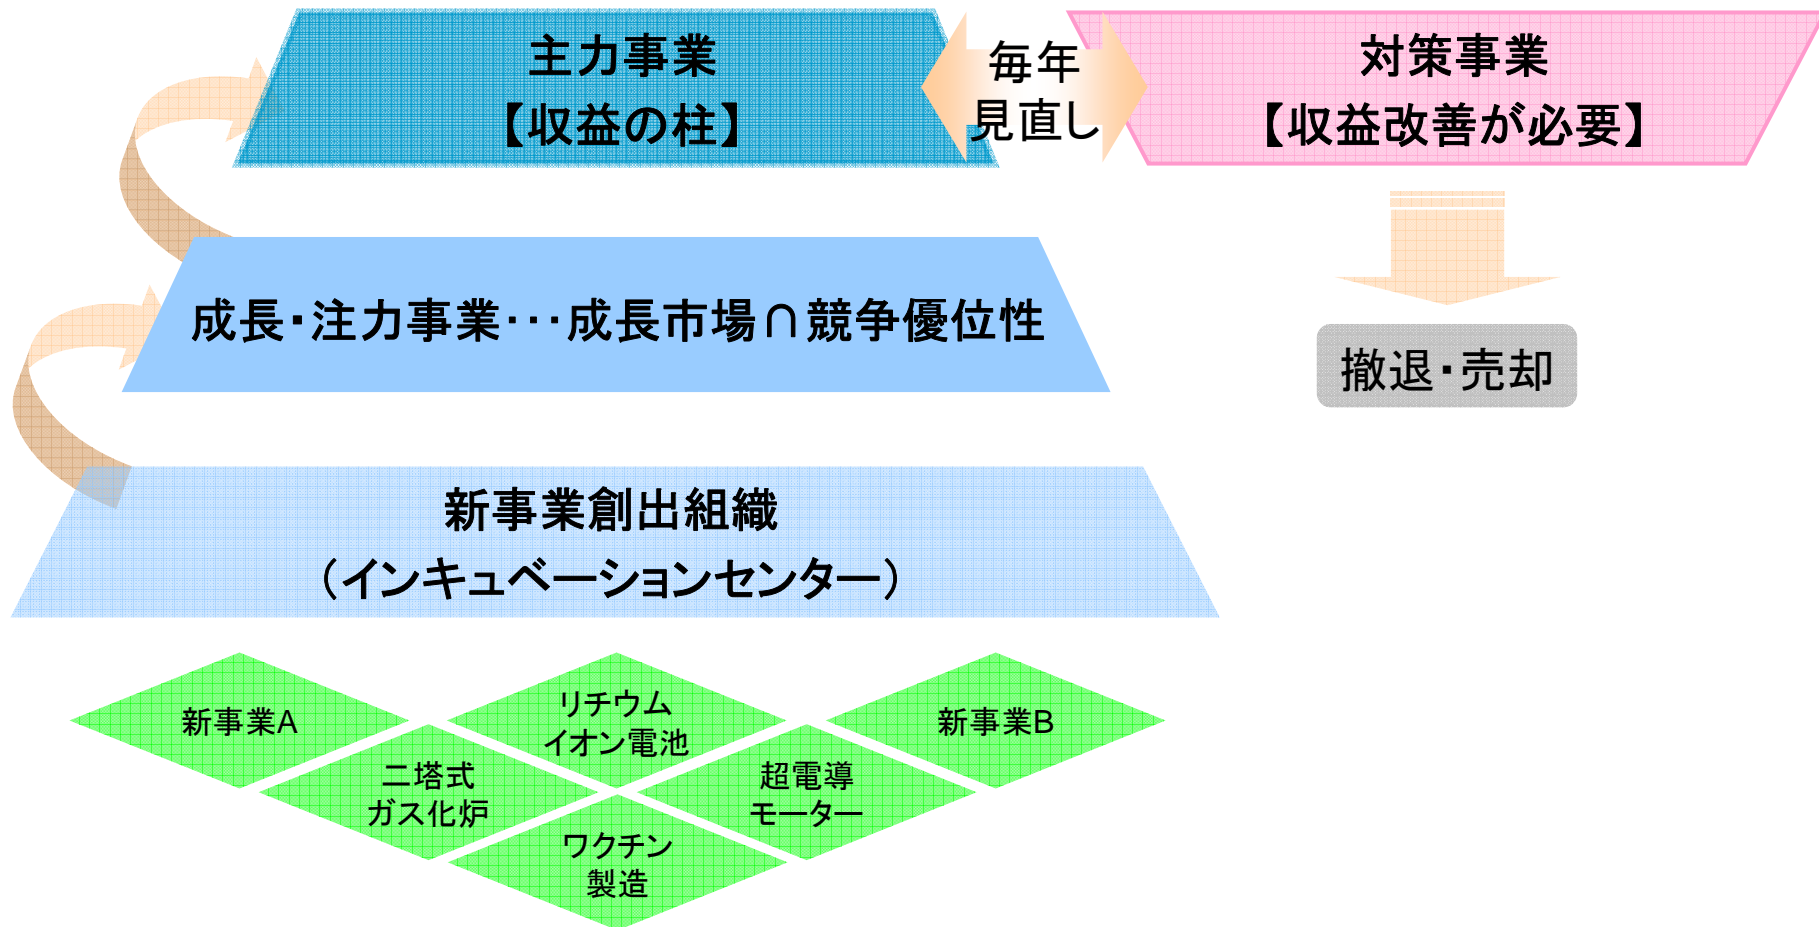 主力事業
【収益の柱】
毎年
見直し
対策事業
【収益改善が必要】
成長・注力事業・・・成長市場∩競争優位性
撤退・売却
新事業創出組織
（インキュベーションセンター）
新事業A
リチウム
イオン電池
新事業B
二塔式
ガス化炉
超電導
モーター
ワクチン
製造